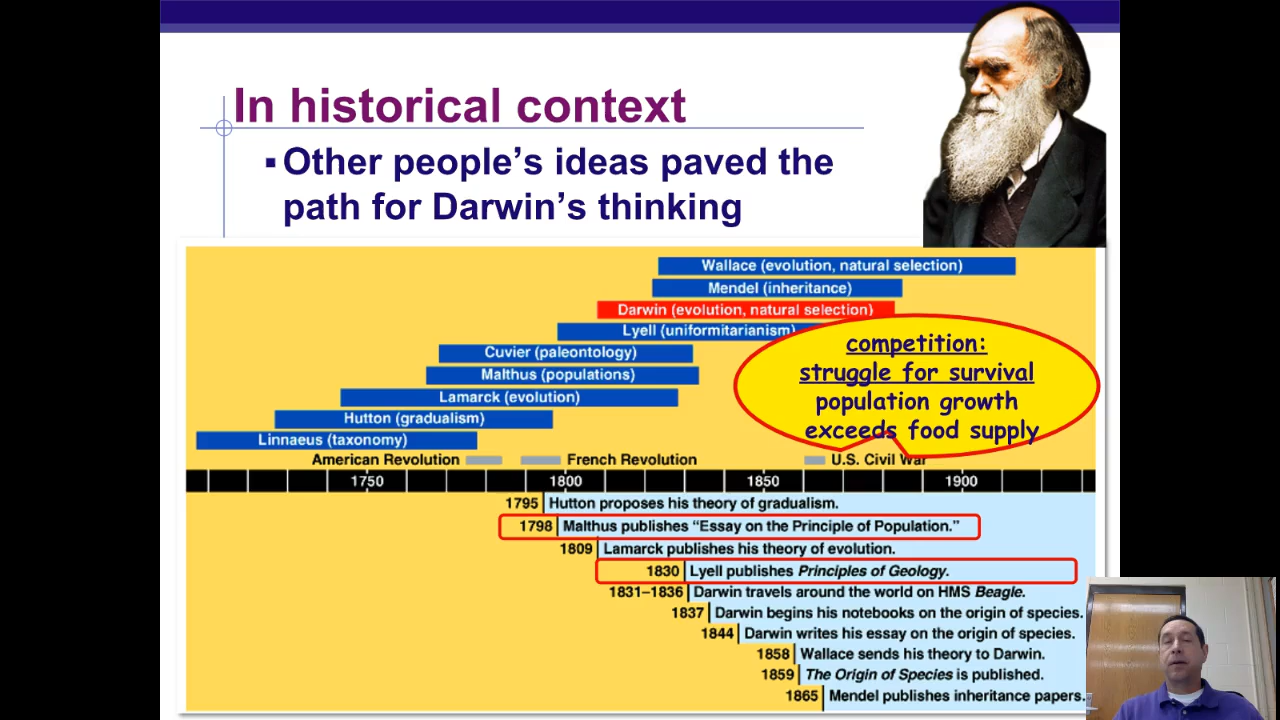 In historical context
▪ Other people’s ideas paved the
path for Darwin’s thinking
Wallace (evolution, natural selection)
Mendel (inheritance)
Darwin (evolution, natural selection)
Lyell (uniformitarianism)
Cuvier (paleontology)
Malthus (populations)
Lamarck (evolution)
Hutton (gradualism)
Linnaeus (taxonomy)
competition:
struggle for survival
population growth
exceeds food supply
American Revolution French Revolution U.S. Civil War
1750 1800 1850 1900
1795 Hutton proposes his theory of gradualism.
1798 Malthus publishes “Essay on the Principle of Population.”
1809 Lamarck publishes his theory of evolution.
1830 Lyell publishes Principles of Geology.
1831–1836 Darwin travels around the world on HMS Beagle.
1837 Darwin begins his notebooks on the origin of species.
1844 Darwin writes his essay on the origin of species.
1858 Wallace sends his theory to Darwin.
1859 The Origin of Species is published.
1865 Mendel publishes inheritance papers.